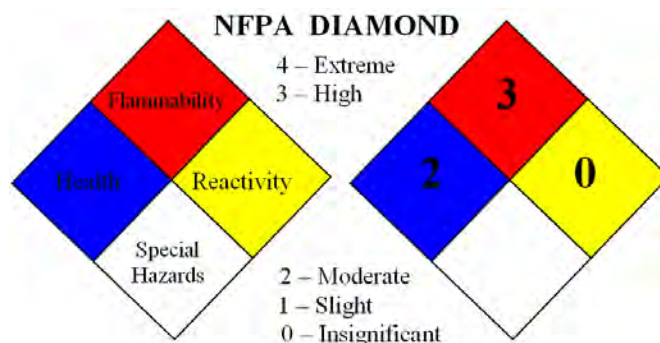 NFPA DIAMOND
4 – Extreme
3 – High
Flammability
Health
Reactivity
Special
Hazards
3
2
0
2 – Moderate
1 – Slight
0 – Insignificant